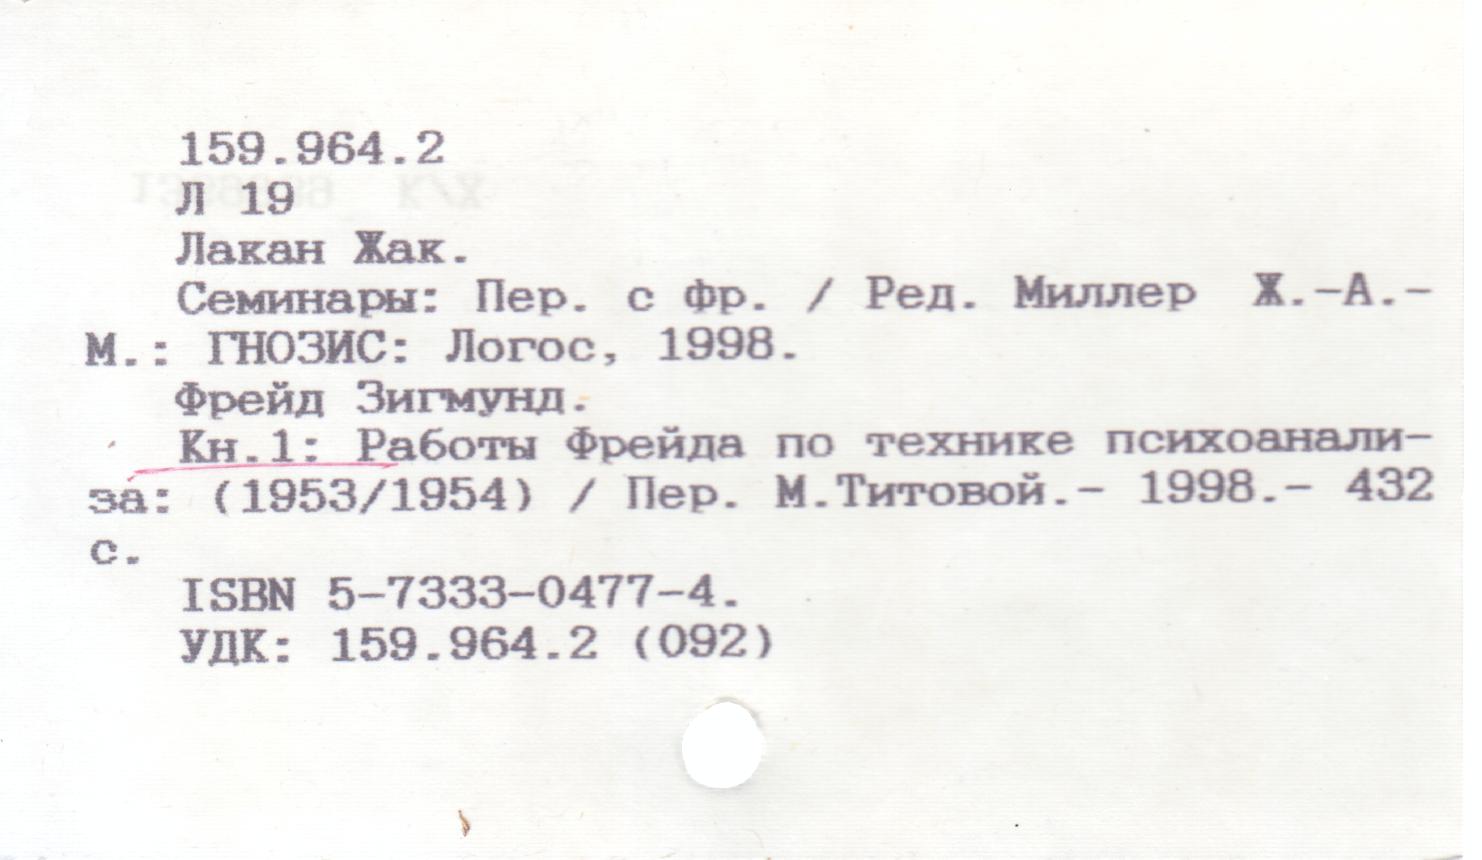 159.964.2
Л 19
Лакан Жак.
Семинары: Пер. с фр. / Ред. Миллер Ж.-А.-
М.: ГНОЗИС: Логос, 1998.
Фрейд Зигмунд.
Кн.1: Работы Фрейда по технике психоанали-
за: (1953/1954) / Пер. М.Титовой.- 1998.- 432
с.
ISBN 5-7333-0477-4.
УДК: 159.964.2 (092)